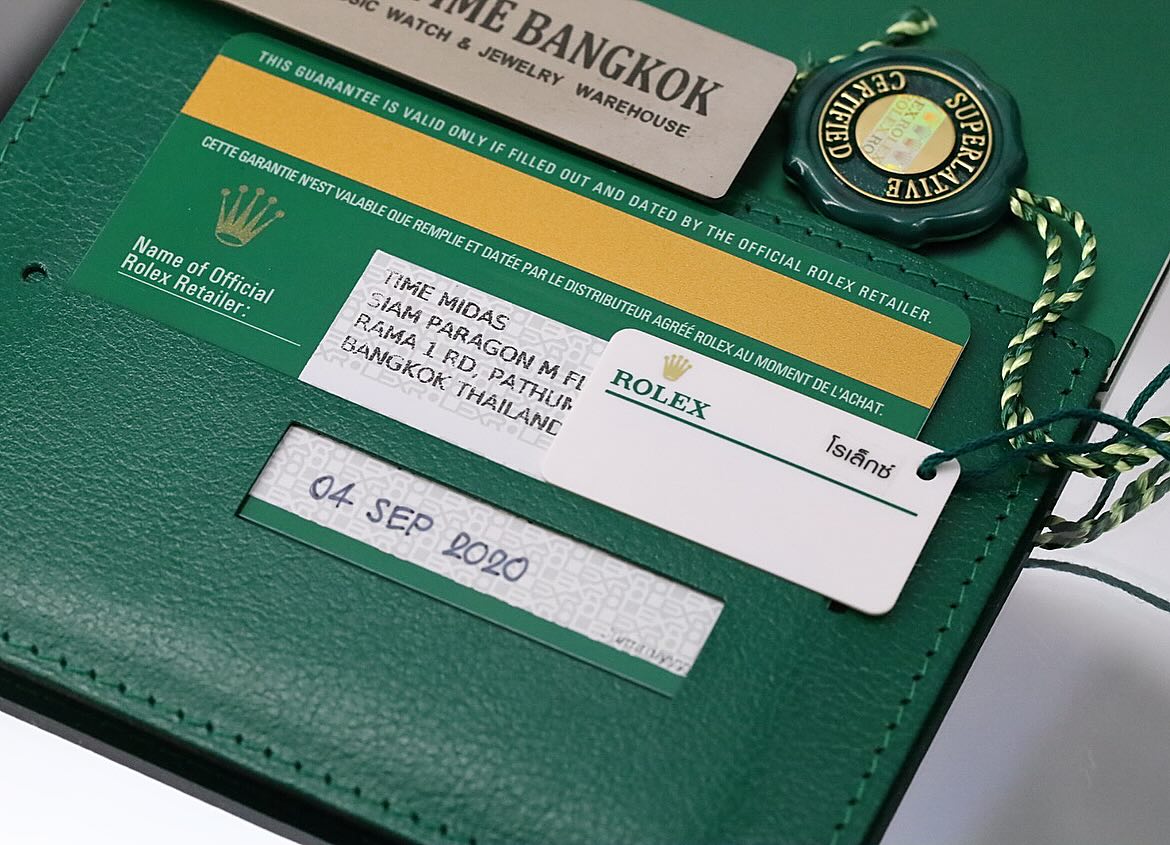 TIME BANGKOK
WATCH & JEWELRY WAREHOUSE
SUPERLATIVE
CERTIFIED
THIS GUARANTEE IS VALID ONLY IF FILLED OUT AND DATED BY THE OFFICIAL ROLEX RETAILER.
CETTE GARANTIE N'EST VALABLE QUE REMPLIE ET DATÉE PAR LE DISTRIBUTEUR AGRÉÉ ROLEX AU MOMENT DE L'ACHAT.
Name of Official
Rolex Retailer:
TIME MIDAS
SIAM PARAGON M FL
RAMA 1 RD, PATHUM
BANGKOK THAILAND
ROLEX
โรเล็กซ์
04 SEP 2020